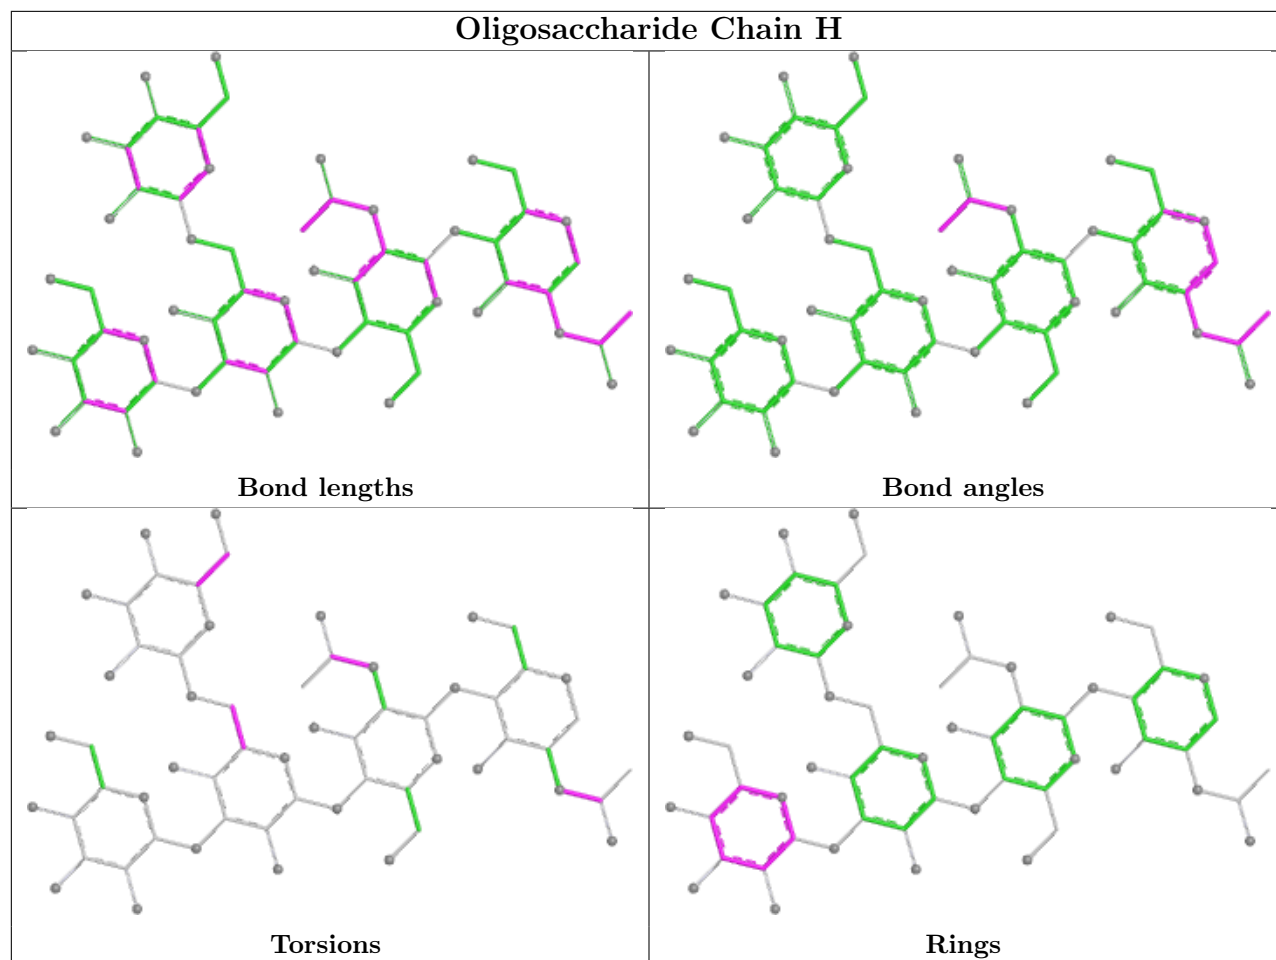 Oligosaccharide Chain H
Bond lengths
Bond angles
Torsions
Rings